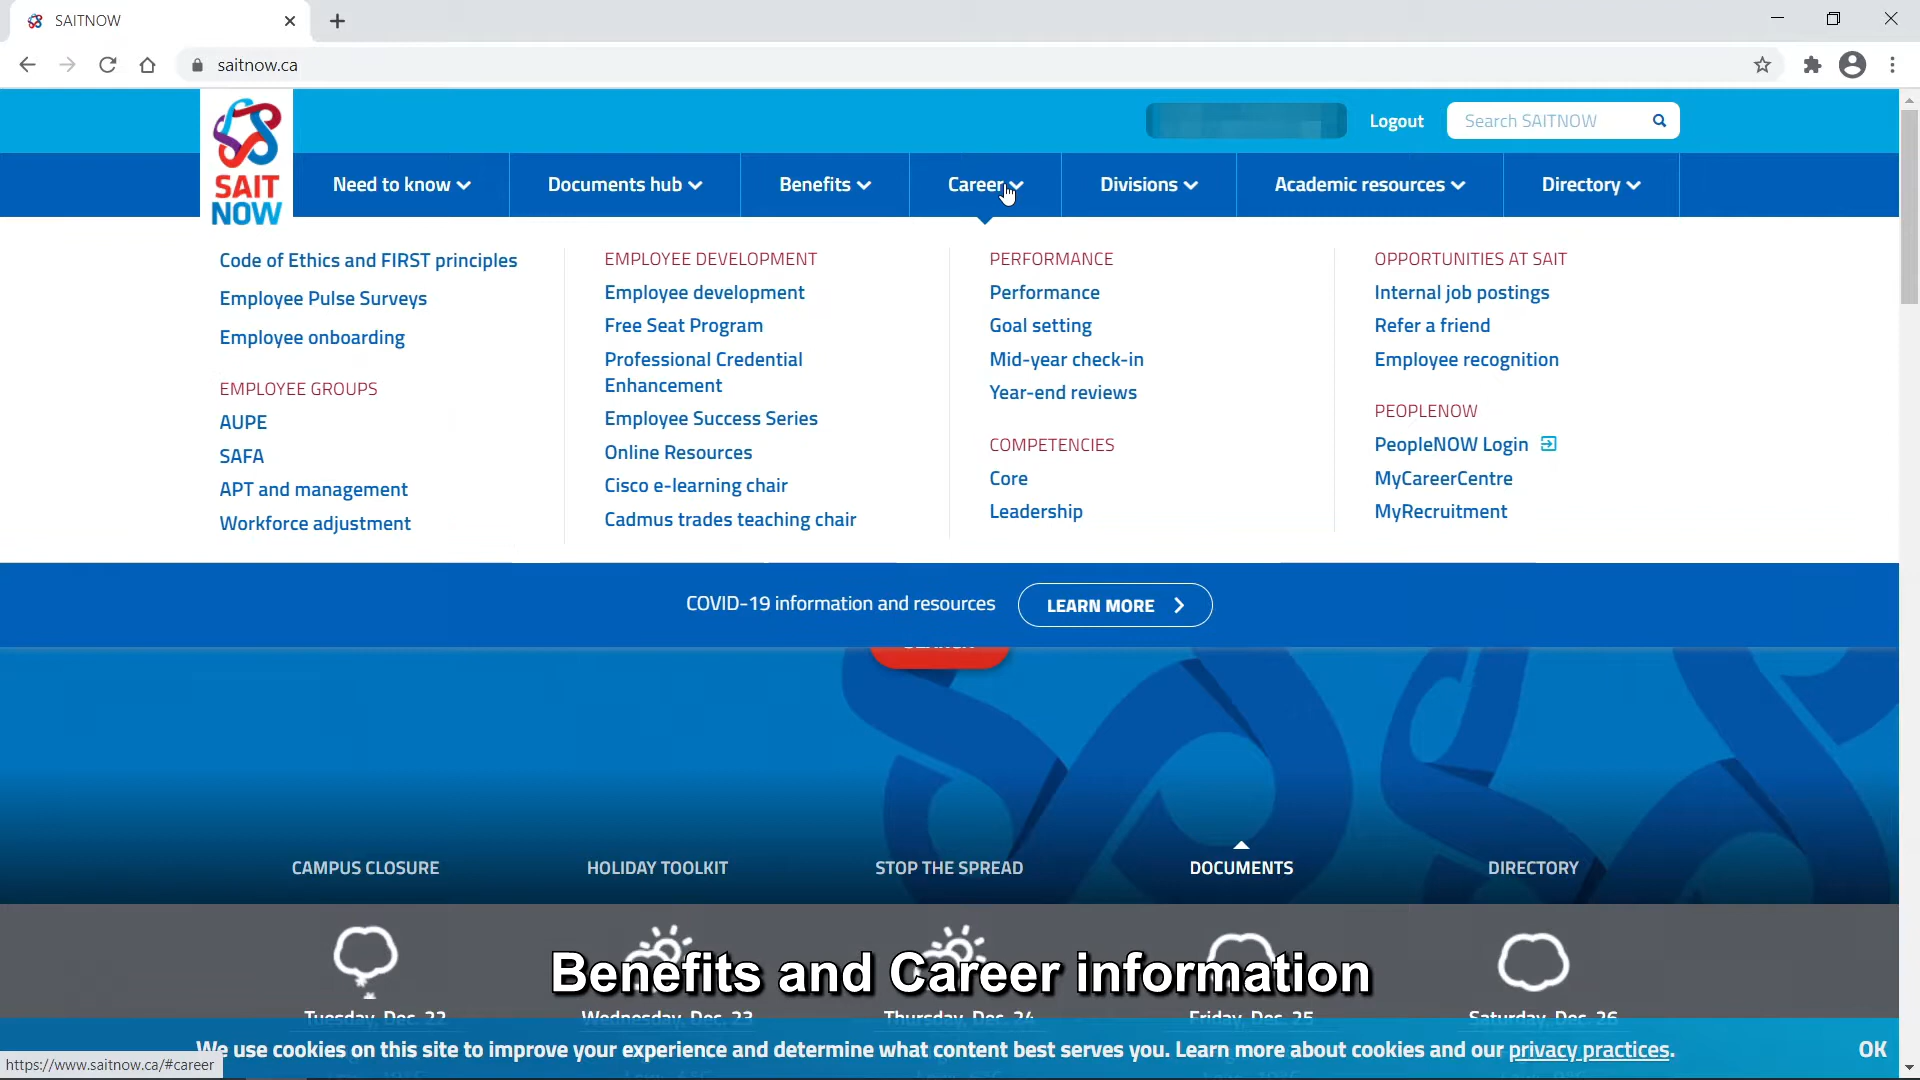 SAITNOW
saitnow.ca
Logout
Search SAITNOW
SAIT
NOW
Need to know
Documents hub
Benefits
Career
Divisions
Academic resources
Directory
Code of Ethics and FIRST principles
Employee Pulse Surveys
Employee onboarding
EMPLOYEE GROUPS
AUPE
SAFA
APT and management
Workforce adjustment
EMPLOYEE DEVELOPMENT
Employee development
Free Seat Program
Professional Credential
Enhancement
Employee Success Series
Online Resources
Cisco e-learning chair
Cadmus trades teaching chair
PERFORMANCE
Performance
Goal setting
Mid-year check-in
Year-end reviews
COMPETENCIES
Core
Leadership
OPPORTUNITIES AT SAIT
Internal job postings
Refer a friend
Employee recognition
PEOPLENOW
PeopleNOW Login
MyCareerCentre
MyRecruitment
COVID-19 information and resources
LEARN MORE
CAMPUS CLOSURE
HOLIDAY TOOLKIT
STOP THE SPREAD
DOCUMENTS
DIRECTORY
Benefits and Career information
Tuesday, Dec. 22
Wednesday, Dec. 23
Thursday, Dec. 24
Friday, Dec. 25
Saturday, Dec. 26
We use cookies on this site to improve your experience and determine what content best serves you. Learn more about cookies and our privacy practices.
OK
https://www.saitnow.ca/#career